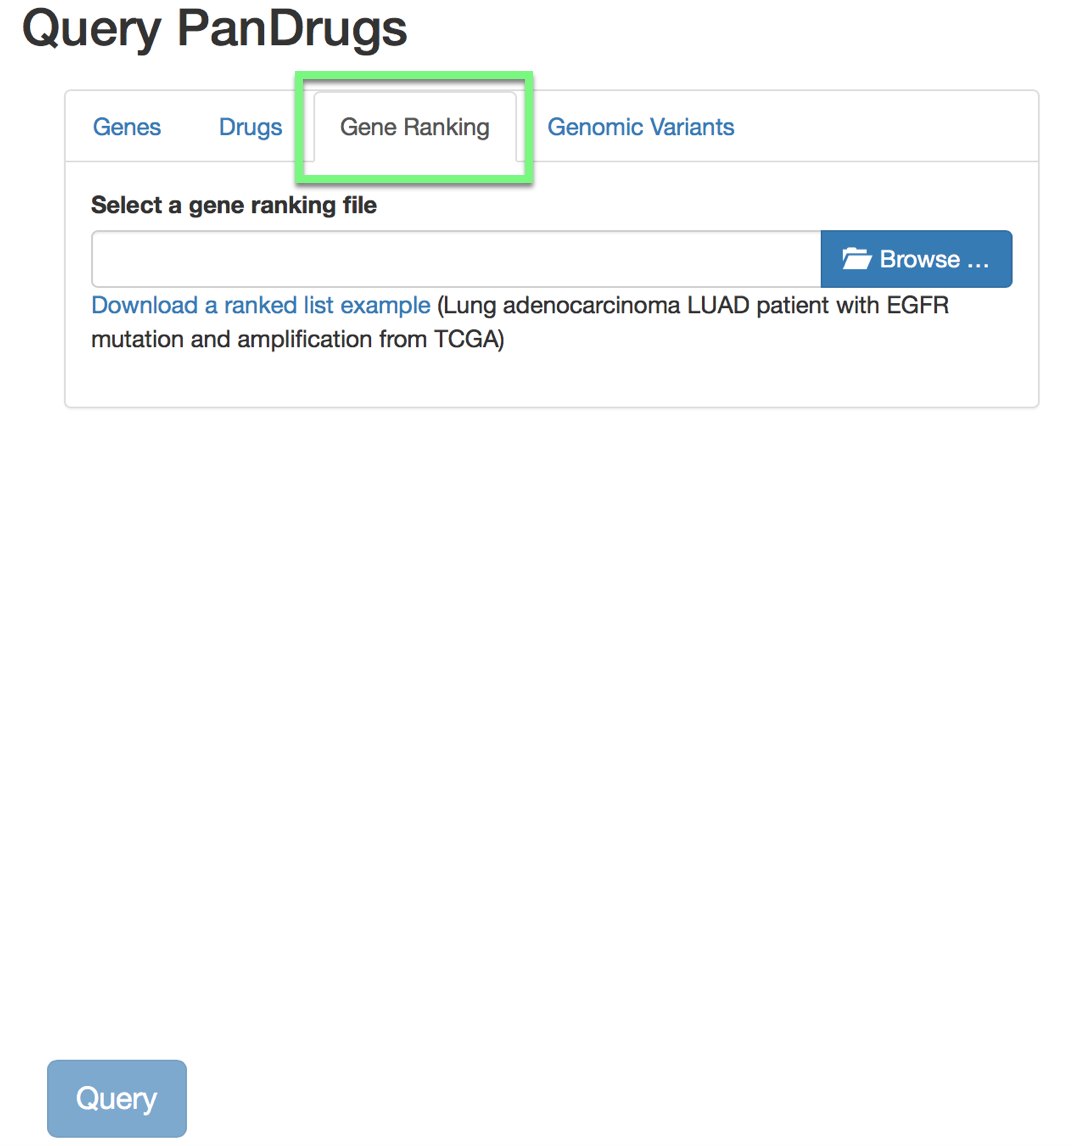 Query PanDrugs
Genes Drugs Gene Ranking Genomic Variants
Select a gene ranking file
Browse ...
Download a ranked list example (Lung adenocarcinoma LUAD patient with EGFR
mutation and amplification from TCGA)
Query